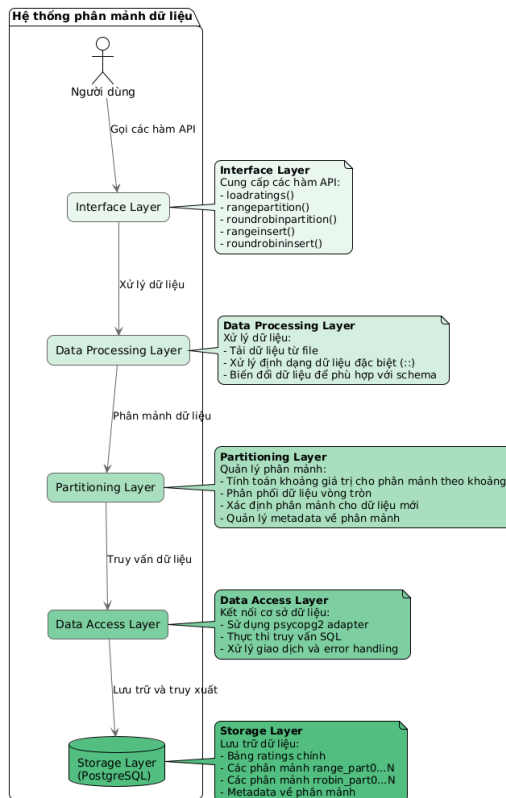 Hệ thống phân mảnh dữ liệu
Người dùng
Gọi các hàm API
Interface Layer
Interface Layer
Cung cấp các hàm API:
- loadratings()
- rangepartition()
- roundrobinpartition()
- rangeinsert()
- roundrobininsert()
Xử lý dữ liệu
Data Processing Layer
Data Processing Layer
Xử lý dữ liệu:
- Tải dữ liệu từ file
- Xử lý định dạng dữ liệu đặc biệt (::)
- Biến đổi dữ liệu để phù hợp với schema
Phân mảnh dữ liệu
Partitioning Layer
Partitioning Layer
Quản lý phân mảnh:
- Tính toán khoảng giá trị cho phân mảnh theo khoảng
- Phân phối dữ liệu vòng tròn
- Xác định phân mảnh cho dữ liệu mới
- Quản lý metadata về phân mảnh
Truy vấn dữ liệu
Data Access Layer
Data Access Layer
Kết nối cơ sở dữ liệu:
- Sử dụng psycopg2 adapter
- Thực thi truy vấn SQL
- Xử lý giao dịch và error handling
Lưu trữ và truy xuất
Storage Layer
(PostgreSQL)
Storage Layer
Lưu trữ dữ liệu:
- Bảng ratings chính
- Các phân mảnh range_part0...N
- Các phân mảnh rrobin_part0...N
- Metadata về phân mảnh